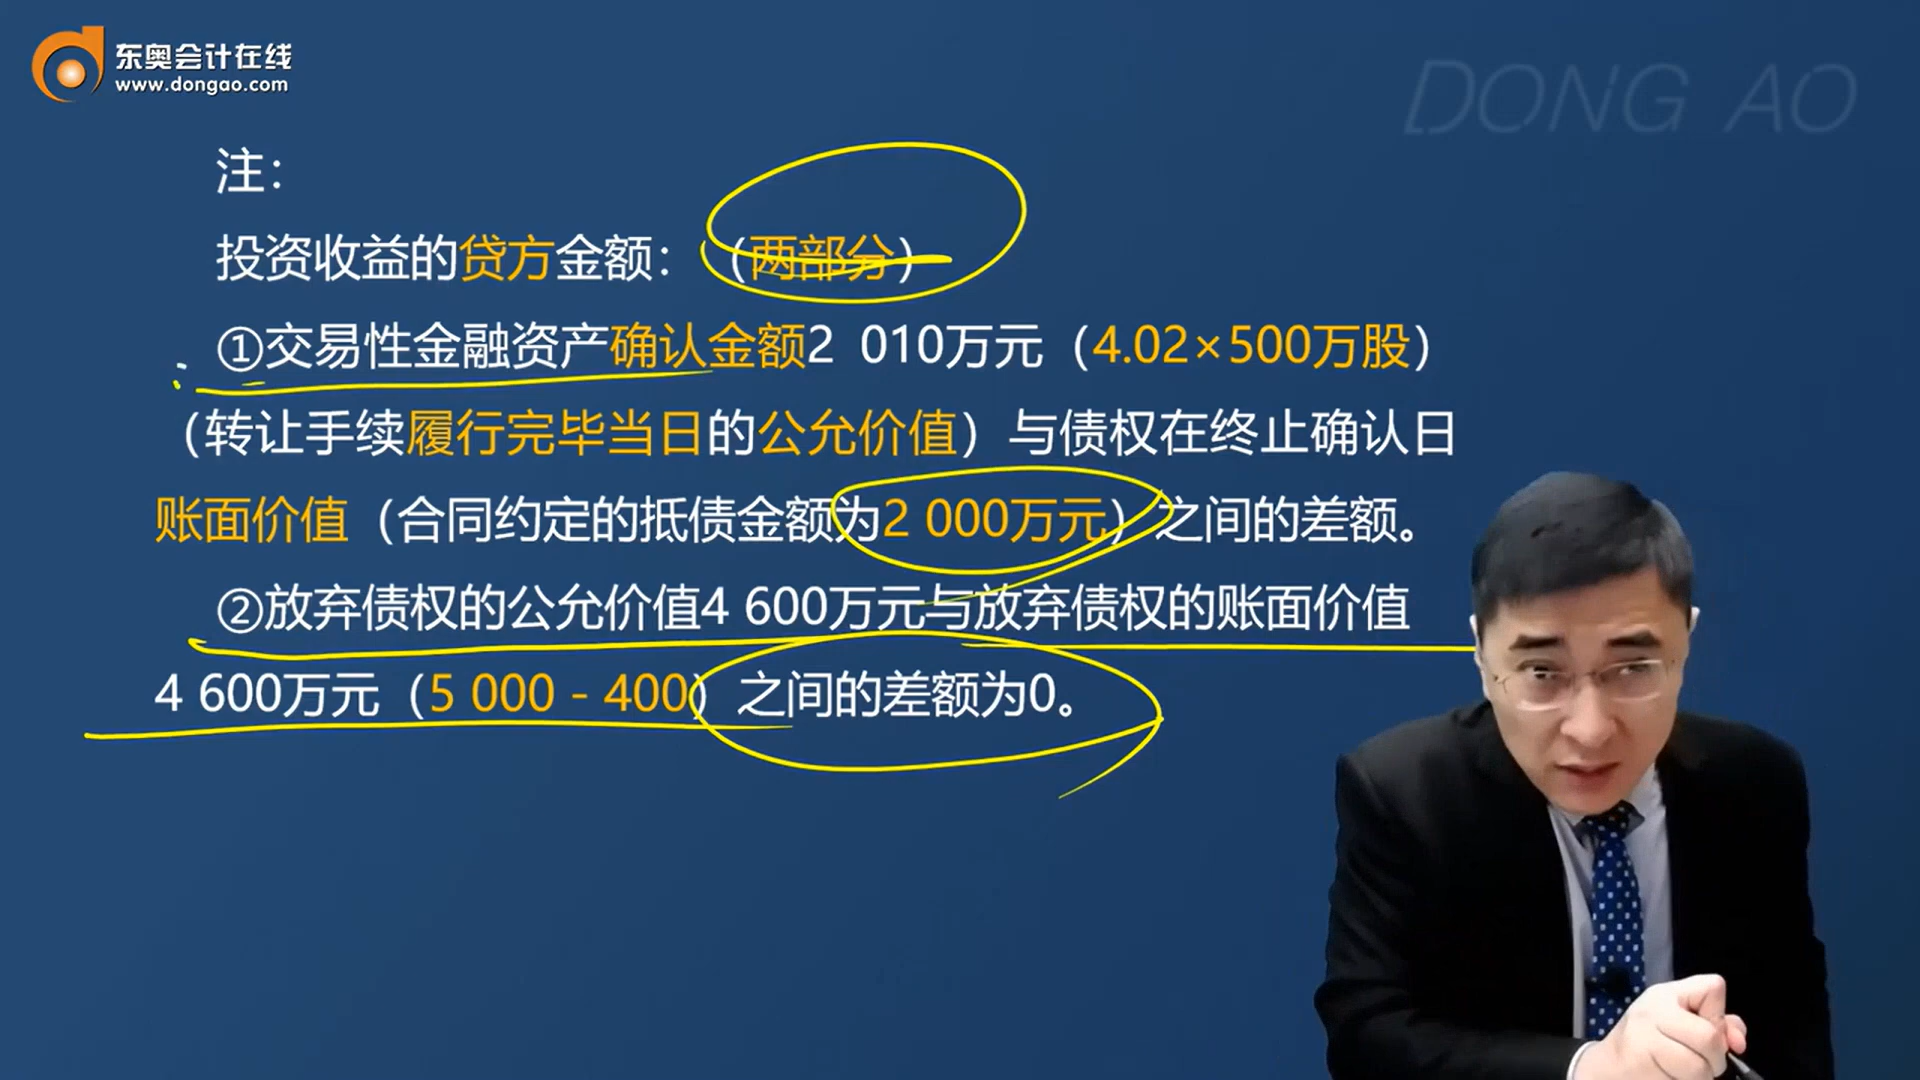 东奥会计在线
www.dongao.com
DONG AO
注：
投资收益的贷方金额：（两部分）
①交易性金融资产确认金额2 010万元（4.02×500万股）
（转让手续履行完毕当日的公允价值）与债权在终止确认日
账面价值（合同约定的抵债金额为2 000万元）之间的差额。
②放弃债权的公允价值4 600万元与放弃债权的账面价值
4 600万元（5 000－400）之间的差额为0。